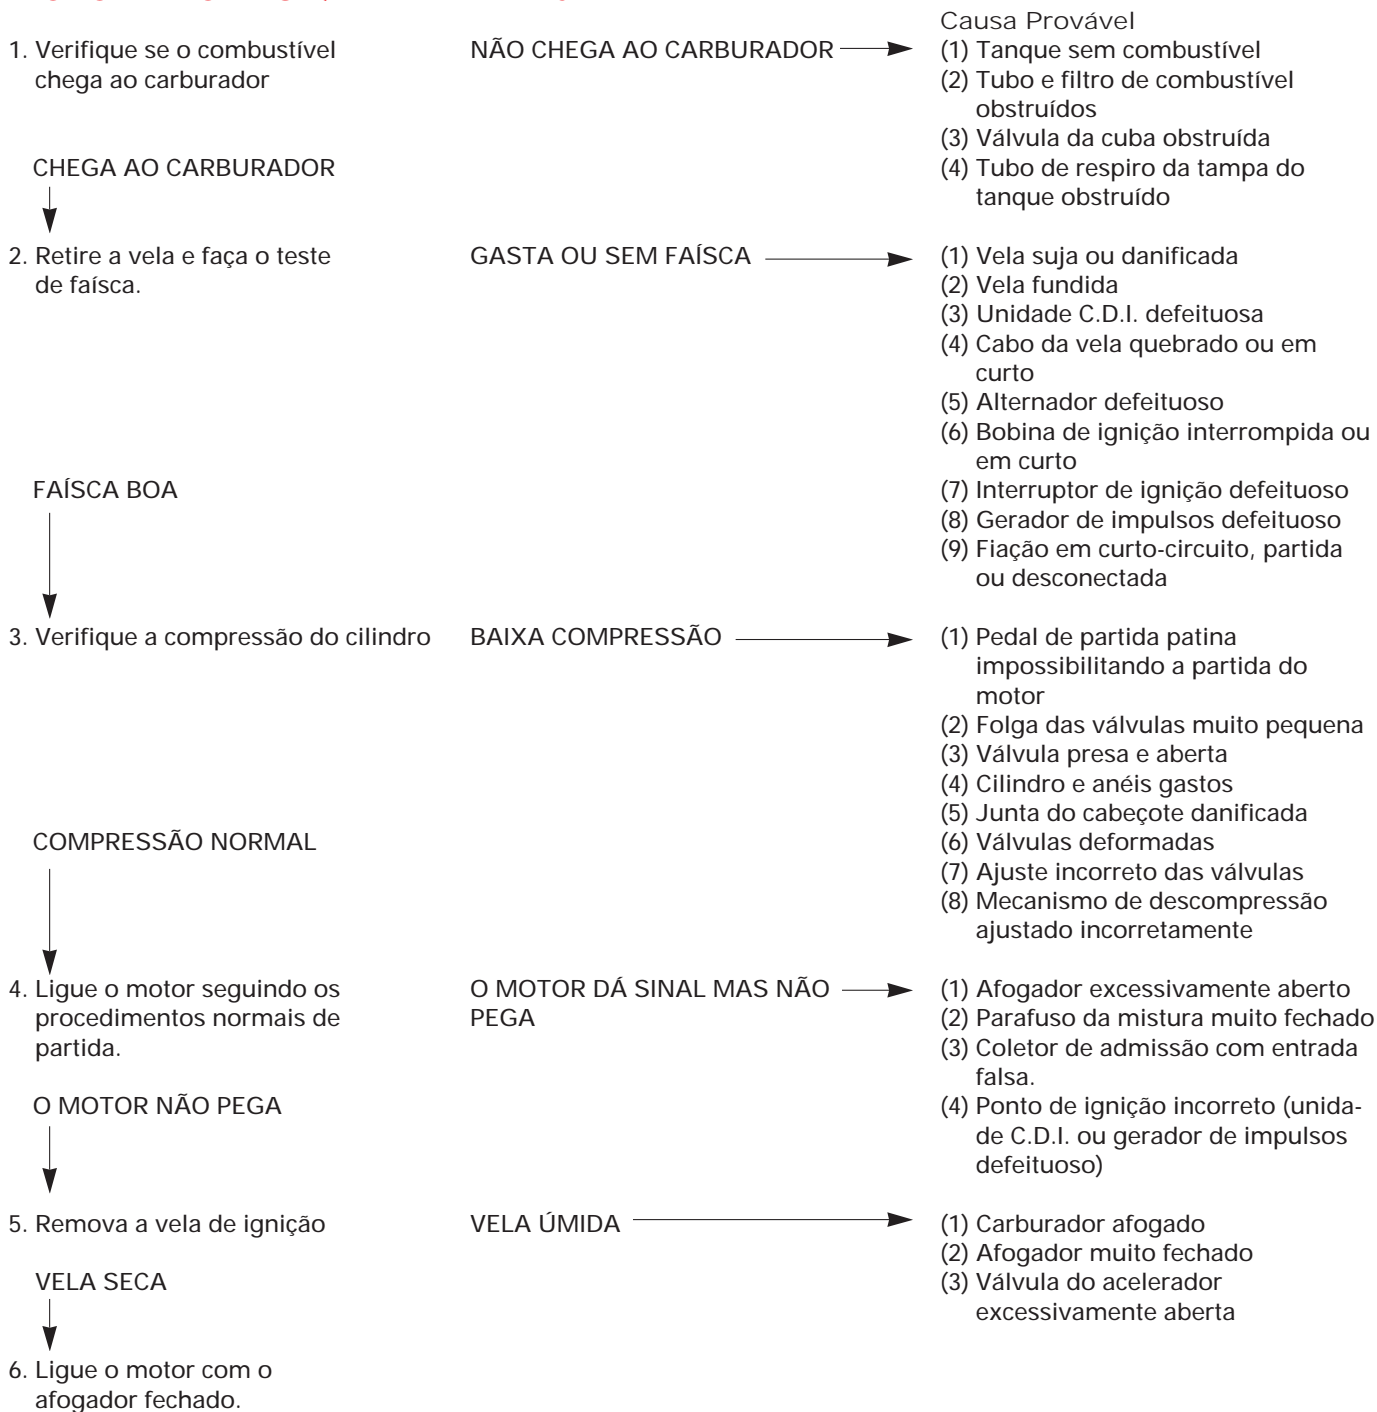 Causa Provável
1. Verifique se o combustível
chega ao carburador
NÃO CHEGA AO CARBURADOR
(1) Tanque sem combustível
(2) Tubo e filtro de combustível
obstruídos
(3) Válvula da cuba obstruída
(4) Tubo de respiro da tampa do
tanque obstruído
CHEGA AO CARBURADOR
2. Retire a vela e faça o teste
de faísca.
GASTA OU SEM FAÍSCA
(1) Vela suja ou danificada
(2) Vela fundida
(3) Unidade C.D.I. defeituosa
(4) Cabo da vela quebrado ou em
curto
(5) Alternador defeituoso
(6) Bobina de ignição interrompida ou
em curto
(7) Interruptor de ignição defeituoso
(8) Gerador de impulsos defeituoso
(9) Fiação em curto-circuito, partida
ou desconectada
FAÍSCA BOA
3. Verifique a compressão do cilindro
BAIXA COMPRESSÃO
(1) Pedal de partida patina
impossibilitando a partida do
motor
(2) Folga das válvulas muito pequena
(3) Válvula presa e aberta
(4) Cilindro e anéis gastos
(5) Junta do cabeçote danificada
(6) Válvulas deformadas
(7) Ajuste incorreto das válvulas
(8) Mecanismo de descompressão
ajustado incorretamente
COMPRESSÃO NORMAL
4. Ligue o motor seguindo os
procedimentos normais de
partida.
O MOTOR DÁ SINAL MAS NÃO
PEGA
(1) Afogador excessivamente aberto
(2) Parafuso da mistura muito fechado
(3) Coletor de admissão com entrada
falsa.
(4) Ponto de ignição incorreto (unida-
de C.D.I. ou gerador de impulsos
defeituoso)
O MOTOR NÃO PEGA
5. Remova a vela de ignição
VELA ÚMIDA
(1) Carburador afogado
(2) Afogador muito fechado
(3) Válvula do acelerador
excessivamente aberta
VELA SECA
6. Ligue o motor com o
afogador fechado.